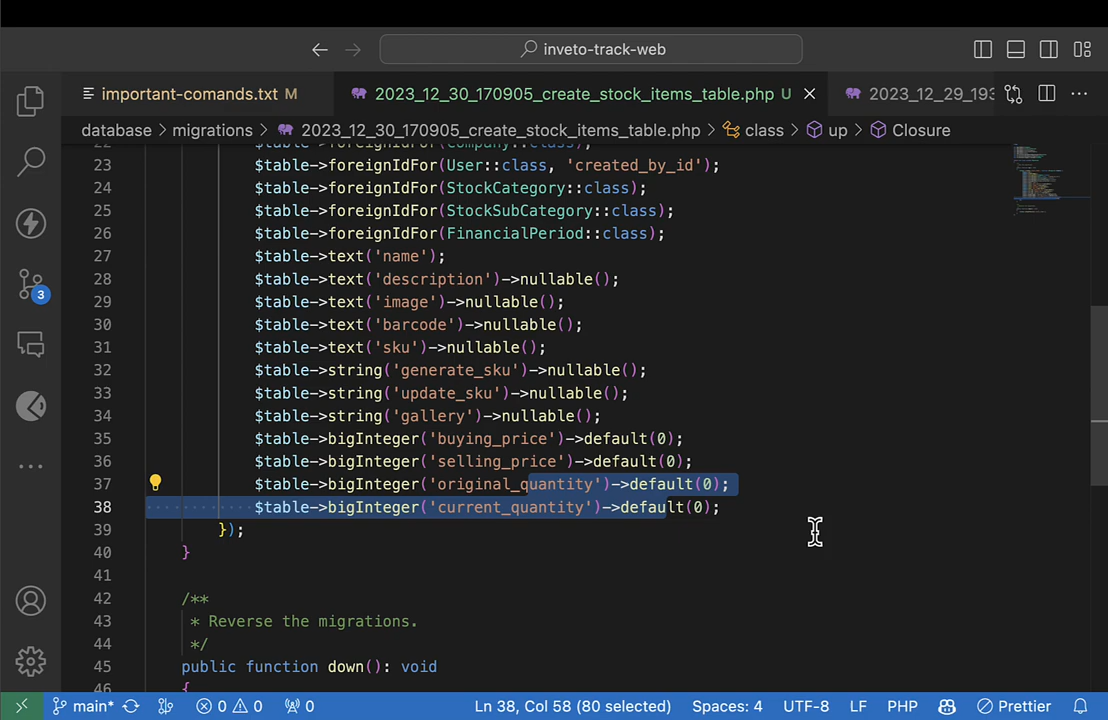 inveto-track-web
important-comands.txt M
2023_12_30_170905_create_stock_items_table.php U
2023_12_29_193
database > migrations > 2023_12_30_170905_create_stock_items_table.php > class > up > Closure
22 $table->foreignIdFor(Company::class);
23 $table->foreignIdFor(User::class, 'created_by_id');
24 $table->foreignIdFor(StockCategory::class);
25 $table->foreignIdFor(StockSubCategory::class);
26 $table->foreignIdFor(FinancialPeriod::class);
27 $table->text('name');
28 $table->text('description')->nullable();
29 $table->text('image')->nullable();
30 $table->text('barcode')->nullable();
31 $table->text('sku')->nullable();
32 $table->string('generate_sku')->nullable();
33 $table->string('update_sku')->nullable();
34 $table->string('gallery')->nullable();
35 $table->bigInteger('buying_price')->default(0);
36 $table->bigInteger('selling_price')->default(0);
37 $table->bigInteger('original_quantity')->default(0);
38 $table->bigInteger('current_quantity')->default(0);
39 });
40 }
41
42 /**
43 * Reverse the migrations.
44 */
45 public function down(): void
46 {
3
main* 0 0 0 Ln 38, Col 58 (80 selected) Spaces: 4 UTF-8 LF PHP Prettier